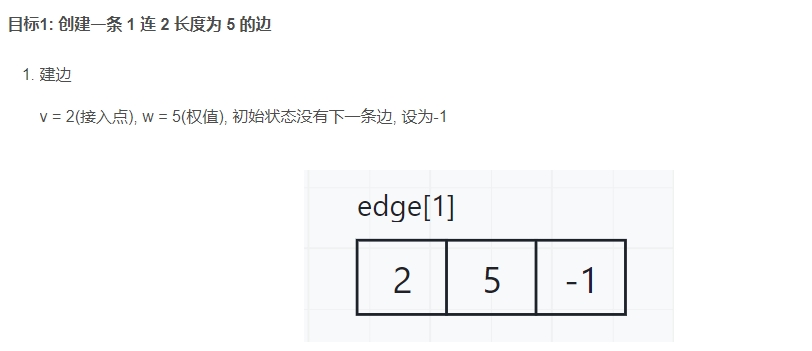 目标1: 创建一条 1 连 2 长度为 5 的边
1. 建边
v = 2(接入点), w = 5(权值), 初始状态没有下一条边, 设为-1
edge[1]
2 5 -1